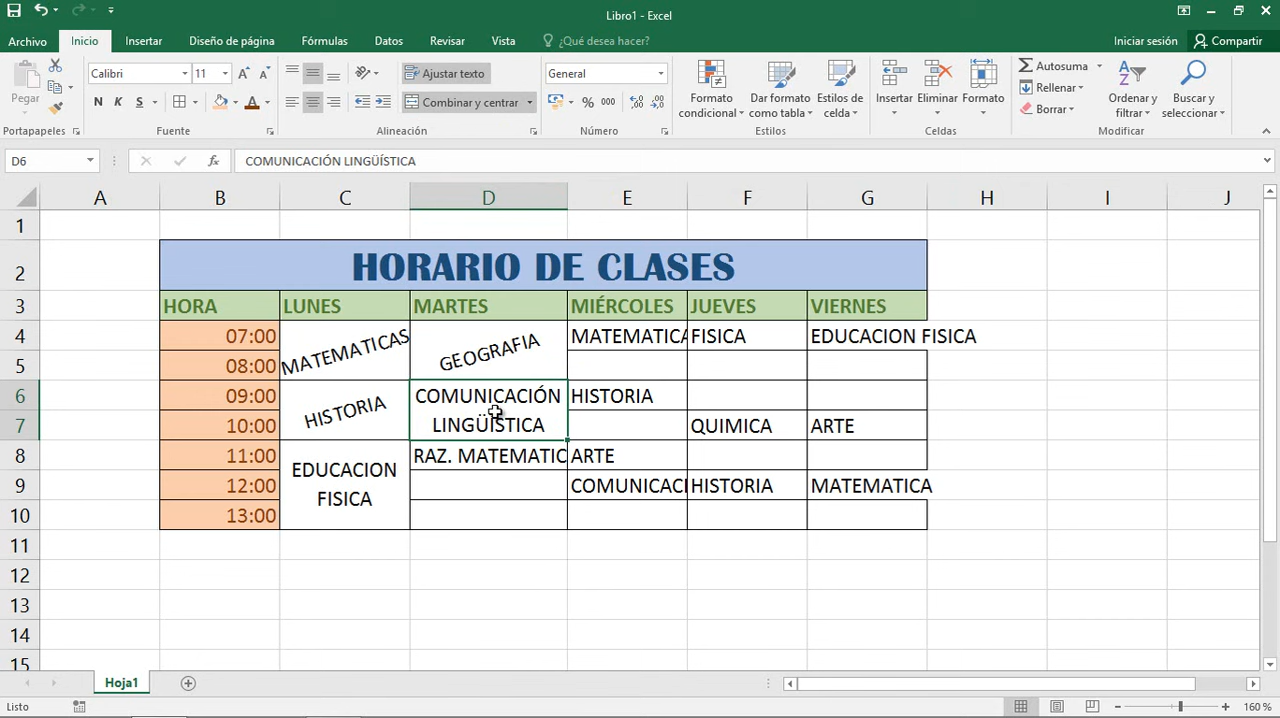 Libro1 - Excel
Archivo Inicio Insertar Diseño de página Fórmulas Datos Revisar Vista ¿Qué desea hacer? Iniciar sesión Compartir
Pegar
Calibri 11
N K S
Ajustar texto
Combinar y centrar
General
% 000
Formato condicional
Dar formato como tabla
Estilos de celda
Insertar
Eliminar
Formato
Autosuma
Rellenar
Borrar
Ordenar y filtrar
Buscar y seleccionar
Portapapeles Fuente Alineación Número Estilos Celdas Modificar
D6 fx COMUNICACIÓN LINGÜÍSTICA
A B C D E F G H I J
1
2 HORARIO DE CLASES
3 HORA LUNES MARTES MIÉRCOLES JUEVES VIERNES
4 07:00 MATEMATICAS GEOGRAFIA MATEMATICA FISICA EDUCACION FISICA
5 08:00
6 09:00 HISTORIA COMUNICACIÓN HISTORIA
7 10:00 LINGÜÍSTICA QUIMICA ARTE
8 11:00 EDUCACION RAZ. MATEMATIC ARTE
9 12:00 FISICA COMUNICACI HISTORIA MATEMATICA
10 13:00
11
12
13
14
15
Hoja1
Listo 160 %